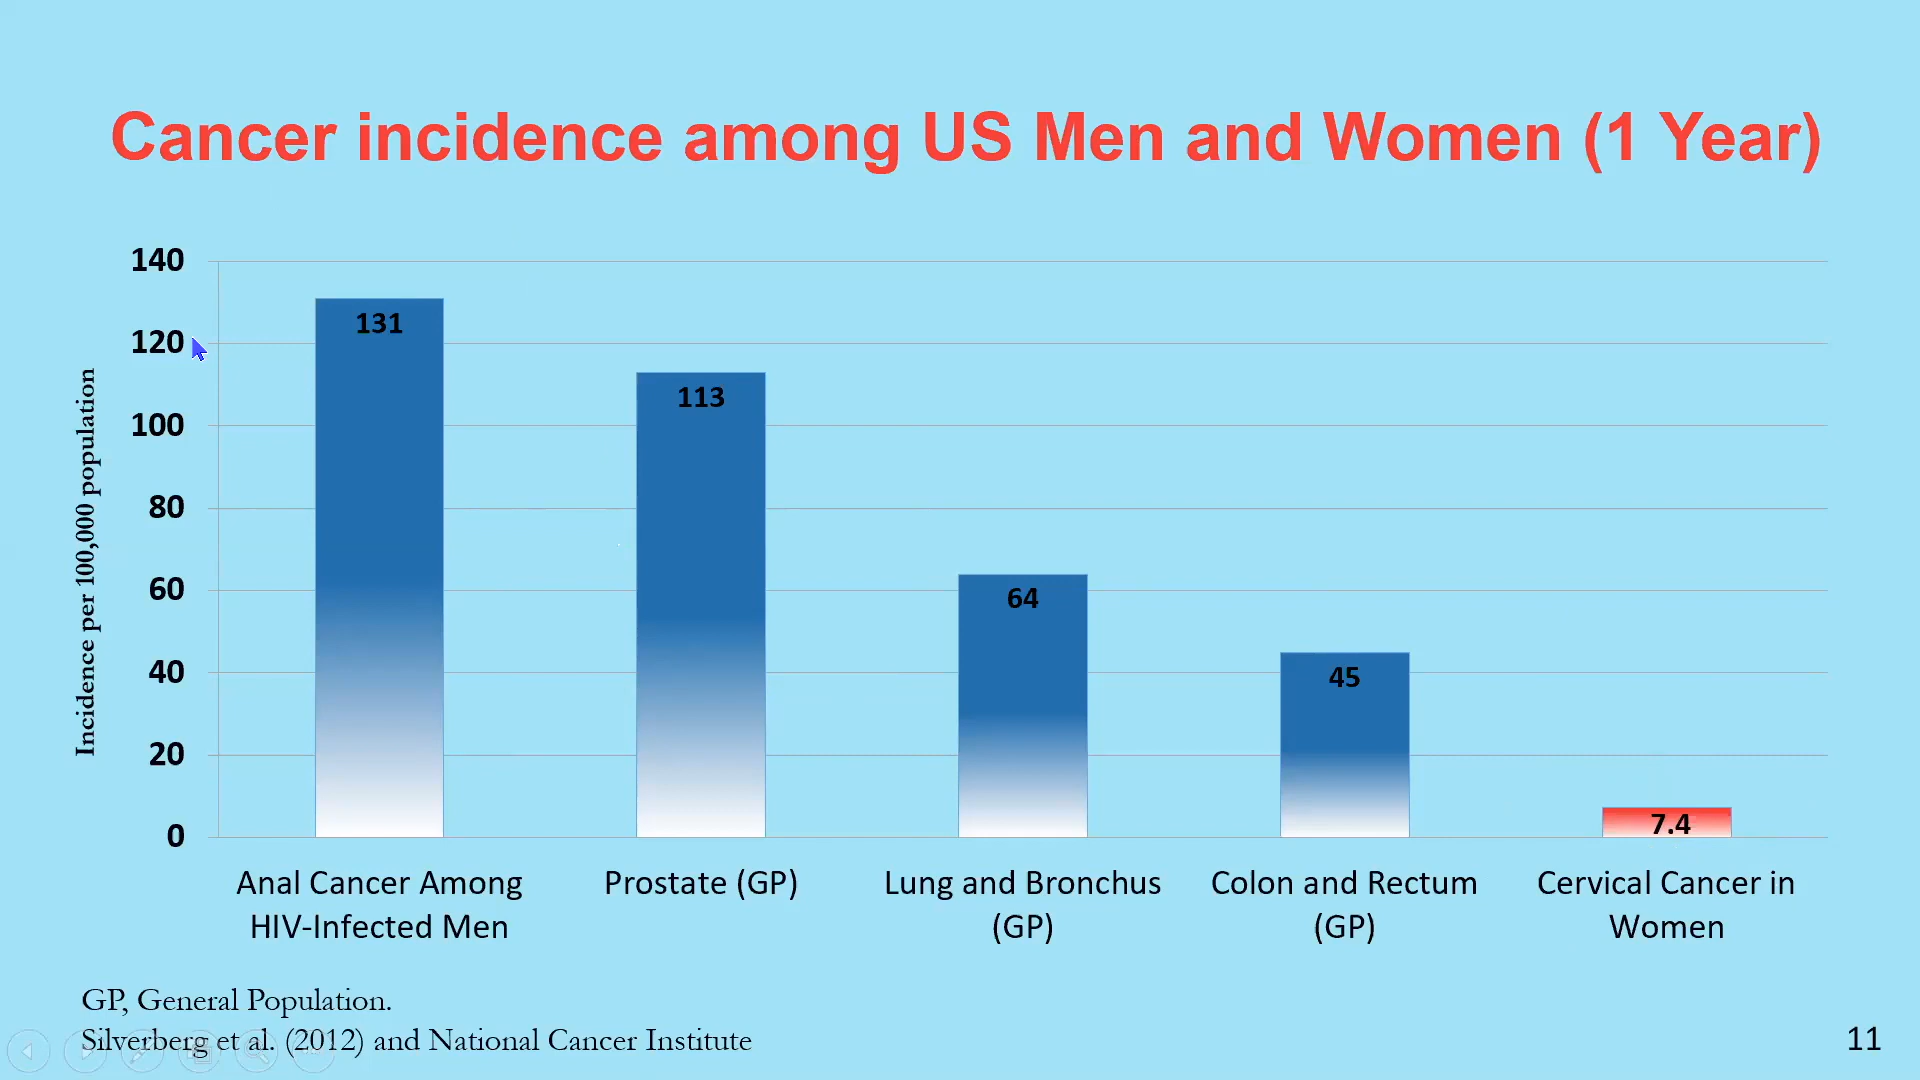 Cancer incidence among US Men and Women (1 Year)
Incidence per 100,000 population
140
120
100
80
60
40
20
0
131
113
64
45
7.4
Anal Cancer Among
HIV-Infected Men
Prostate (GP)
Lung and Bronchus
(GP)
Colon and Rectum
(GP)
Cervical Cancer in
Women
GP, General Population.
Silverberg et al. (2012) and National Cancer Institute
11